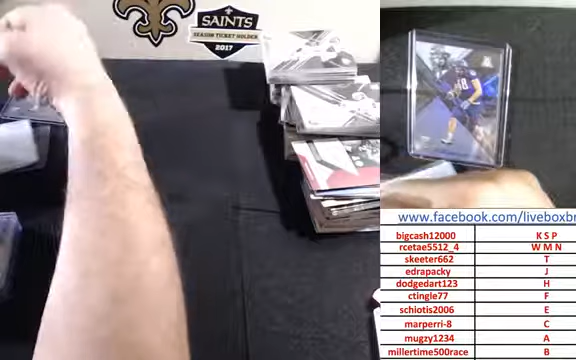 SAINTS
SEASON TICKET HOLDER
2017
www.facebook.com/liveboxbr
bigcash12000 K S P
rcetae5512_4 W M N
skeeter662 T
edrapacky J
dodgedart123 H
ctingle77 F
schiotis2006 E
marperri-8 C
mugzy1234 A
millertime500race B